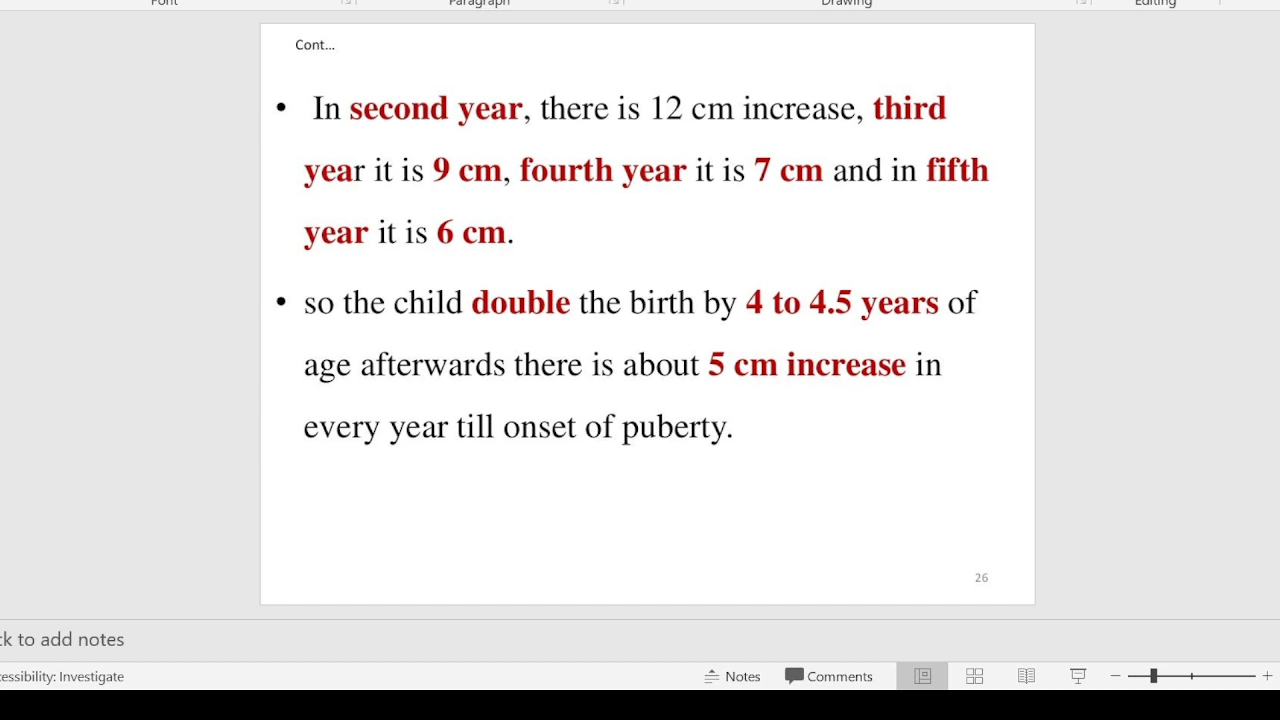 Font Paragraph Drawing Editing
Cont...
• In second year, there is 12 cm increase, third
year it is 9 cm, fourth year it is 7 cm and in fifth
year it is 6 cm.
• so the child double the birth by 4 to 4.5 years of
age afterwards there is about 5 cm increase in
every year till onset of puberty.
26
ck to add notes
cessibility: Investigate Notes Comments